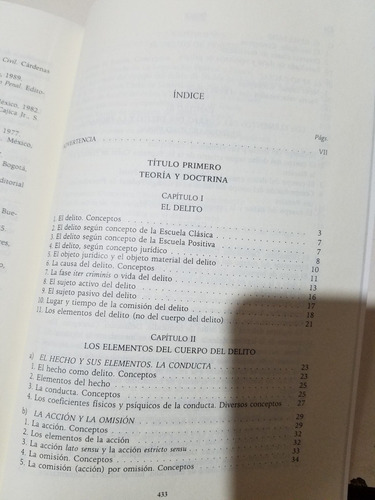 Civil. Cárdenas
1989.
Penal. Edito-
México, 1982.
Cajica Jr., S.
1977.
México,
Bogotá,
ditorial
Bue-
55.
res,
ÍNDICE
Págs.
ADVERTENCIA VII
TÍTULO PRIMERO
TEORÍA Y DOCTRINA
CAPÍTULO I
EL DELITO
1. El delito. Conceptos 3
2. El delito según concepto de la Escuela Clásica 7
3. El delito según concepto de la Escuela Positiva 7
4. El delito, según concepto jurídico 8
5. El objeto jurídico y el objeto material del delito 10
6. La causa del delito. Conceptos 11
7. La fase iter criminis o vida del delito 13
8. El sujeto activo del delito 16
9. El sujeto pasivo del delito 17
10. Lugar y tiempo de la comisión del delito 18
11. Los elementos del delito (no del cuerpo del delito) 21
CAPÍTULO II
LOS ELEMENTOS DEL CUERPO DEL DELITO
a) EL HECHO Y SUS ELEMENTOS. LA CONDUCTA 23
1. El hecho como delito. Conceptos 23
2. Elementos del hecho 25
3. La conducta. Conceptos 25
4. Los coeficientes físicos y psíquicos de la conducta. Diversos conceptos 27
b) LA ACCIÓN Y LA OMISIÓN 29
1. La acción. Conceptos 29
2. Los elementos de la acción 32
3. La acción lato sensu y la acción estricto sensu 32
4. La omisión. Conceptos 33
5. La comisión (acción) por omisión. Conceptos 34
433